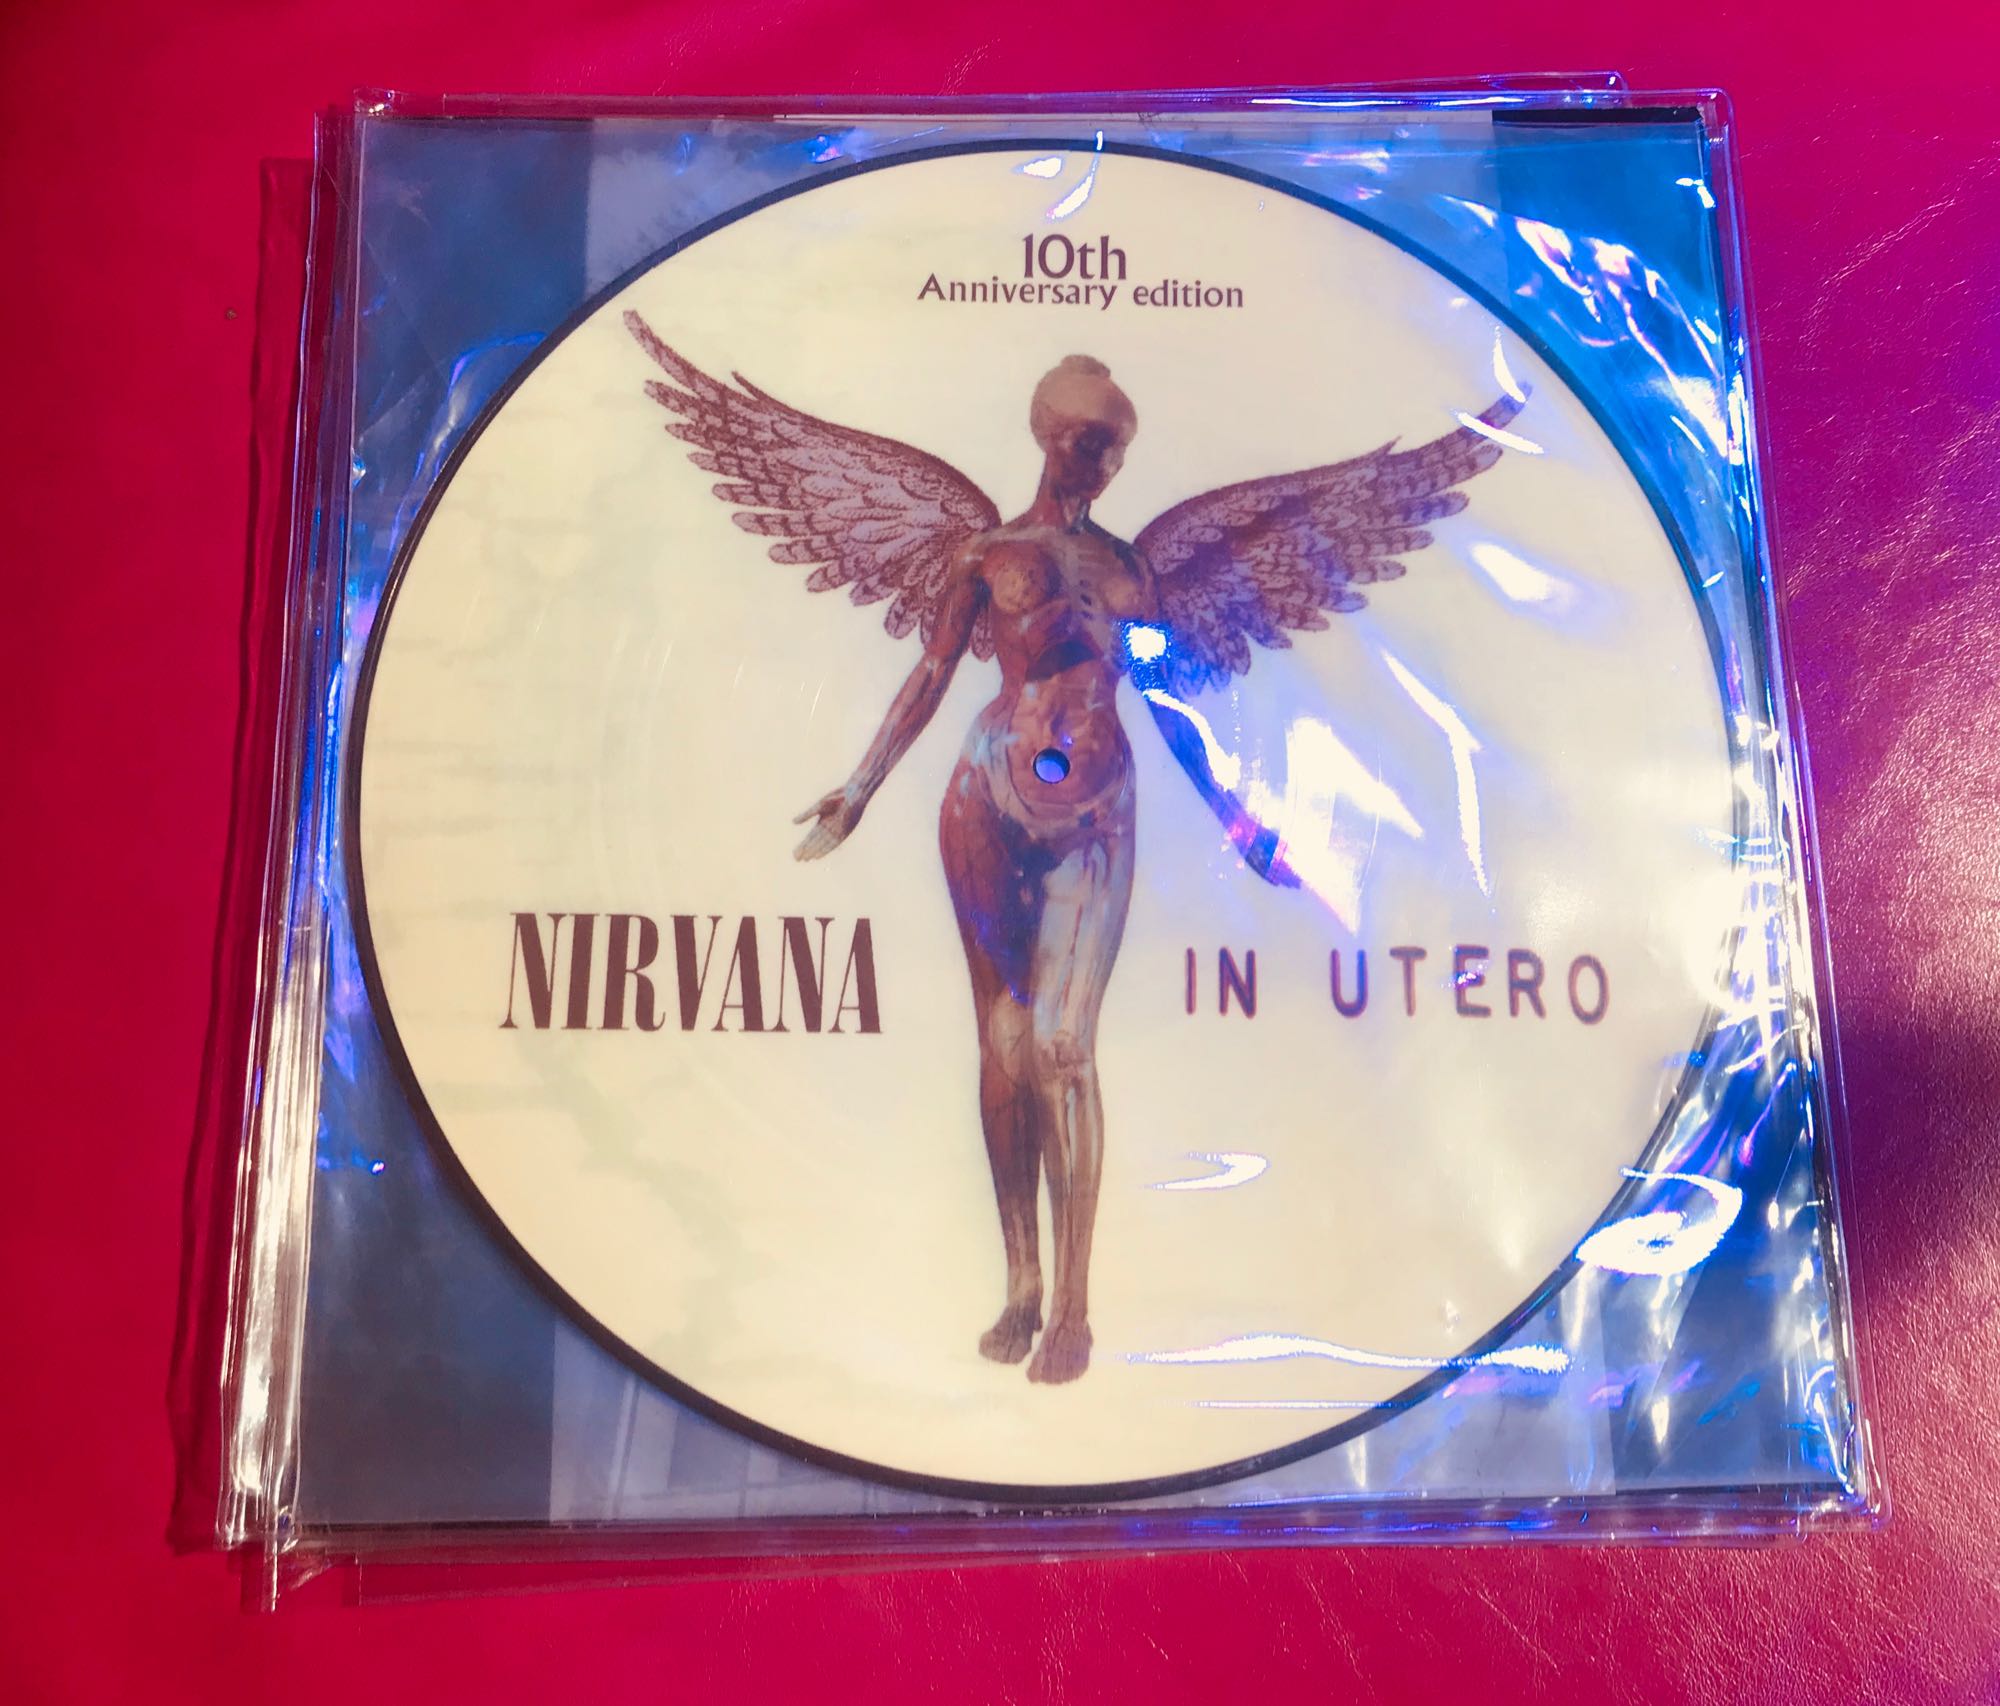 10th
Anniversary edition
NIRVANA
IN UTERO